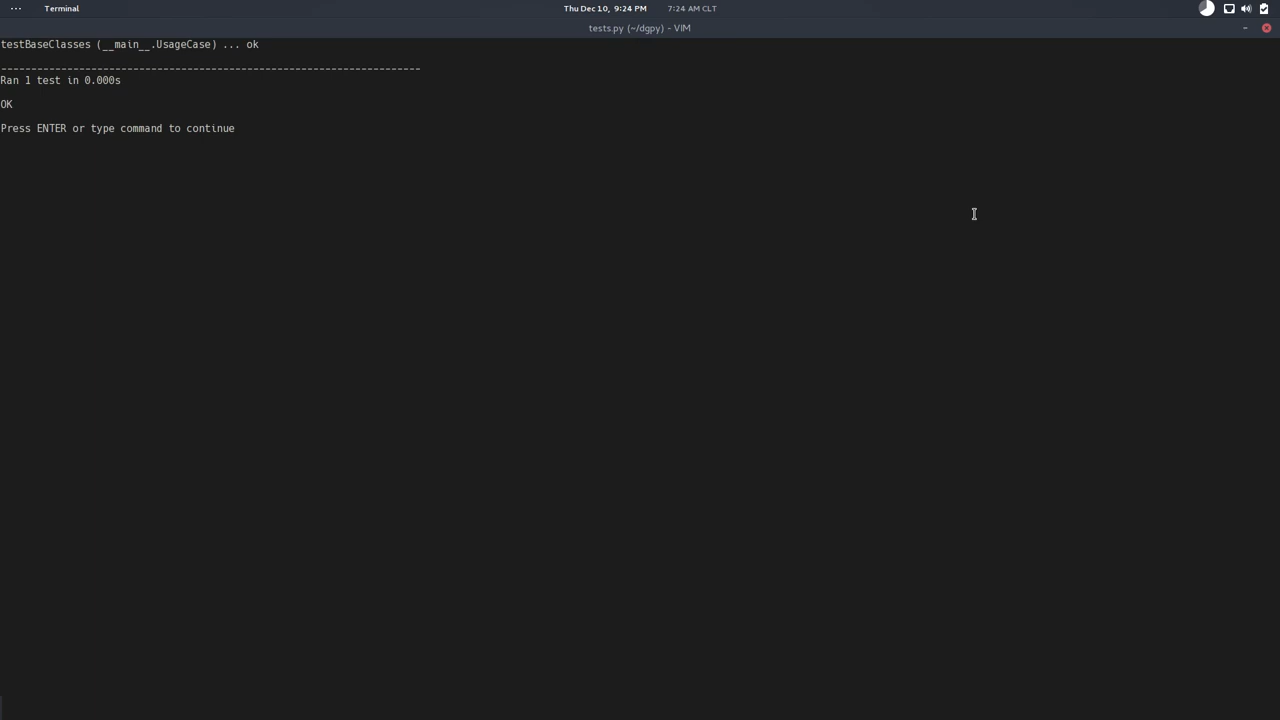 ... Terminal Thu Dec 10, 9:24 PM 7:24 AM CLT
tests.py (~/dgpy) - VIM
testBaseClasses (__main__.UsageCase) ... ok
----------------------------------------------------------------------
Ran 1 test in 0.000s
OK
Press ENTER or type command to continue